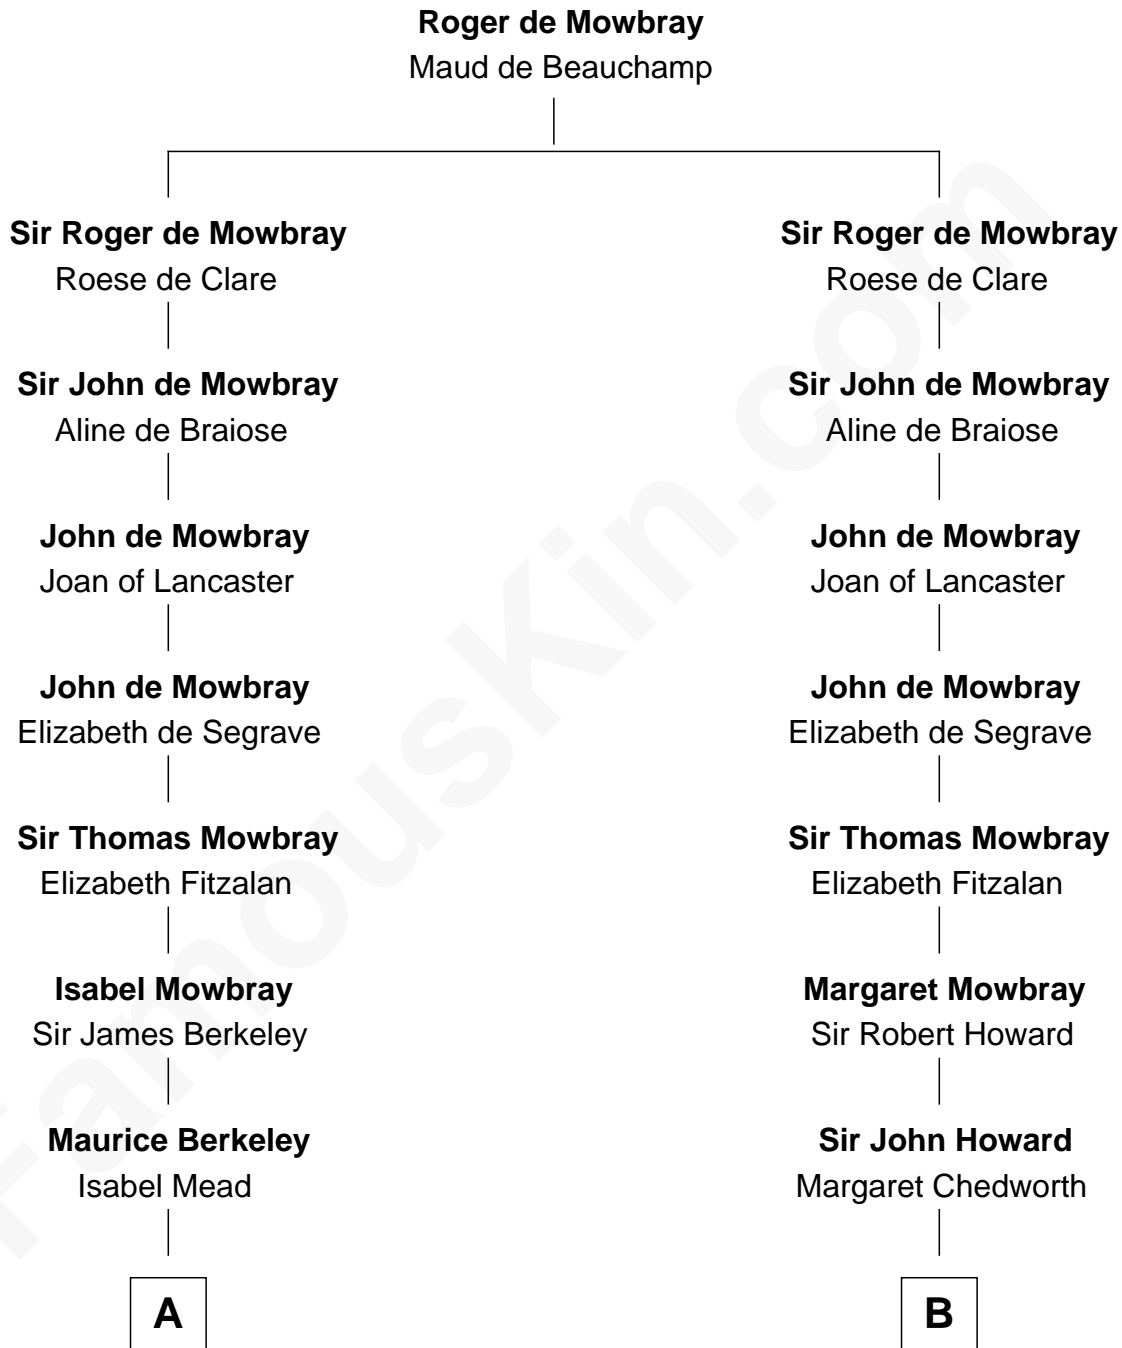 Roger de Mowbray
Maud de Beauchamp
Sir Roger de Mowbray
Roese de Clare
Sir Roger de Mowbray
Roese de Clare
Sir John de Mowbray
Aline de Braiose
Sir John de Mowbray
Aline de Braiose
John de Mowbray
Joan of Lancaster
John de Mowbray
Joan of Lancaster
John de Mowbray
Elizabeth de Segrave
John de Mowbray
Elizabeth de Segrave
Sir Thomas Mowbray
Elizabeth Fitzalan
Sir Thomas Mowbray
Elizabeth Fitzalan
Isabel Mowbray
Sir James Berkeley
Margaret Mowbray
Sir Robert Howard
Maurice Berkeley
Isabel Mead
Sir John Howard
Margaret Chedworth
A
B
FamousKin.com